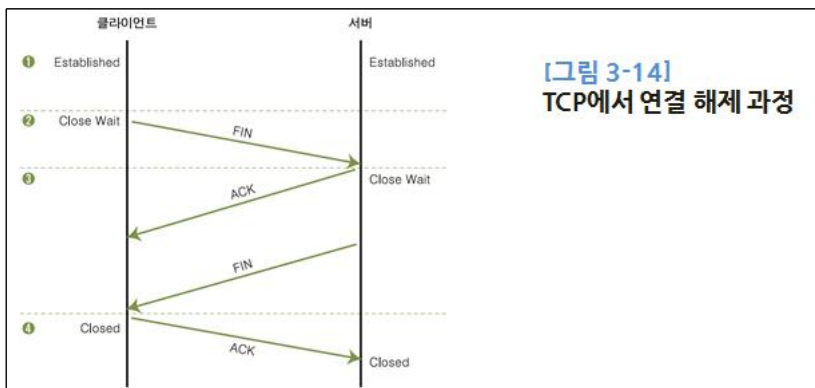 클라이언트 서버
❶ Established Established
[그림 3-14]
TCP에서 연결 해제 과정
❷ Close Wait
FIN
❸ Close Wait
ACK
FIN
❹ Closed
ACK
Closed